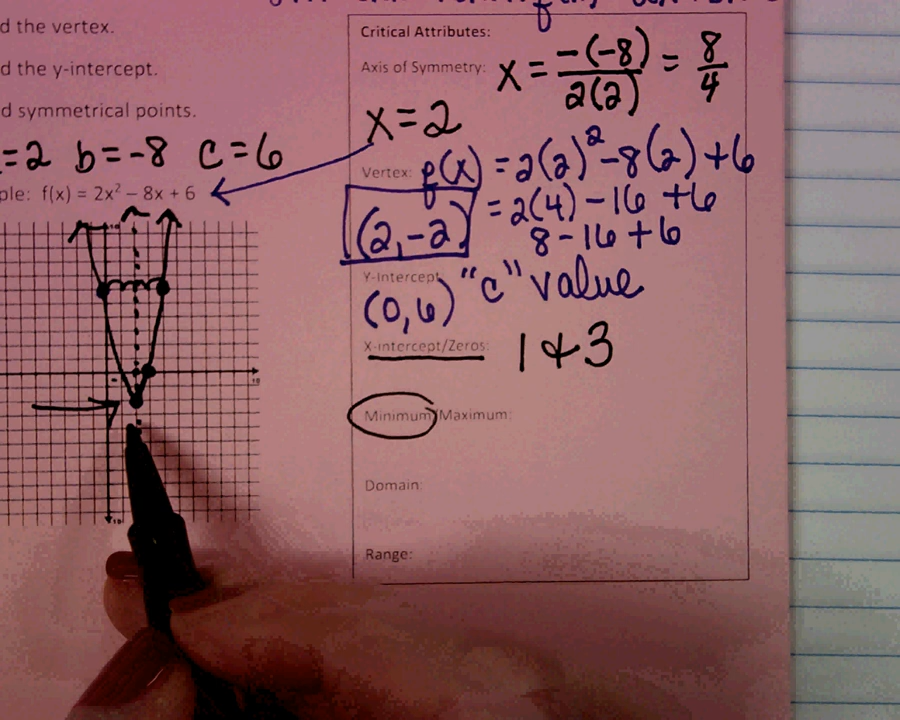 d the vertex.
d the y-intercept.
d symmetrical points.
=2 b=-8 c=6
ple: f(x) = 2x² – 8x + 6
Critical Attributes:
Axis of Symmetry: x = -(-8)/2(2) = 8/4
x=2
Vertex: f(x) = 2(2)²-8(2)+6
= 2(4)-16 +6
(2,-2) 8-16+6
Y-Intercept
(0,6) "c" value
X-intercept/Zeros: 1 & 3
Minimum/Maximum:
Domain:
Range: